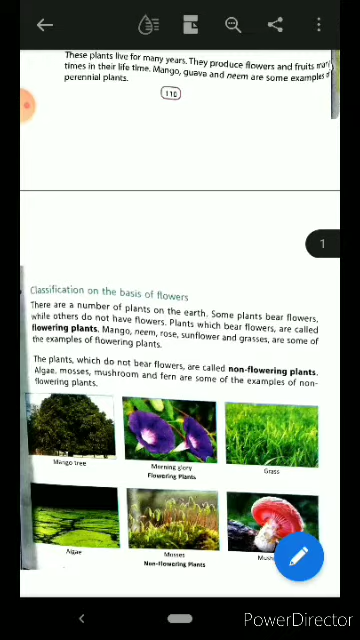 These plants live for many years. They produce flowers and fruits many
times in their life time. Mango, guava and neem are some examples of
perennial plants.
110
1
Classification on the basis of flowers
There are a number of plants on the earth. Some plants bear flowers,
while others do not have flowers. Plants which bear flowers, are called
flowering plants. Mango, neem, rose, sunflower and grasses, are some of
the examples of flowering plants.
The plants, which do not bear flowers, are called non-flowering plants.
Algae, mosses, mushroom and fern are some of the examples of non-
flowering plants.
Mango tree
Morning glory
Grass
Flowering Plants
Algae
Mosses
Non-Flowering Plants
PowerDirector